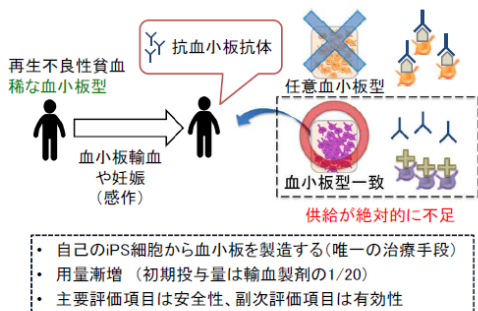 抗血小板抗体
再生不良性貧血
稀な血小板型
任意血小板型
血小板輸血
や妊娠
(感作)
血小板型一致
供給が絶対的に不足
• 自己のiPS細胞から血小板を製造する(唯一の治療手段)
• 用量漸増 (初期投与量は輸血製剤の1/20)
• 主要評価項目は安全性、副次評価項目は有効性